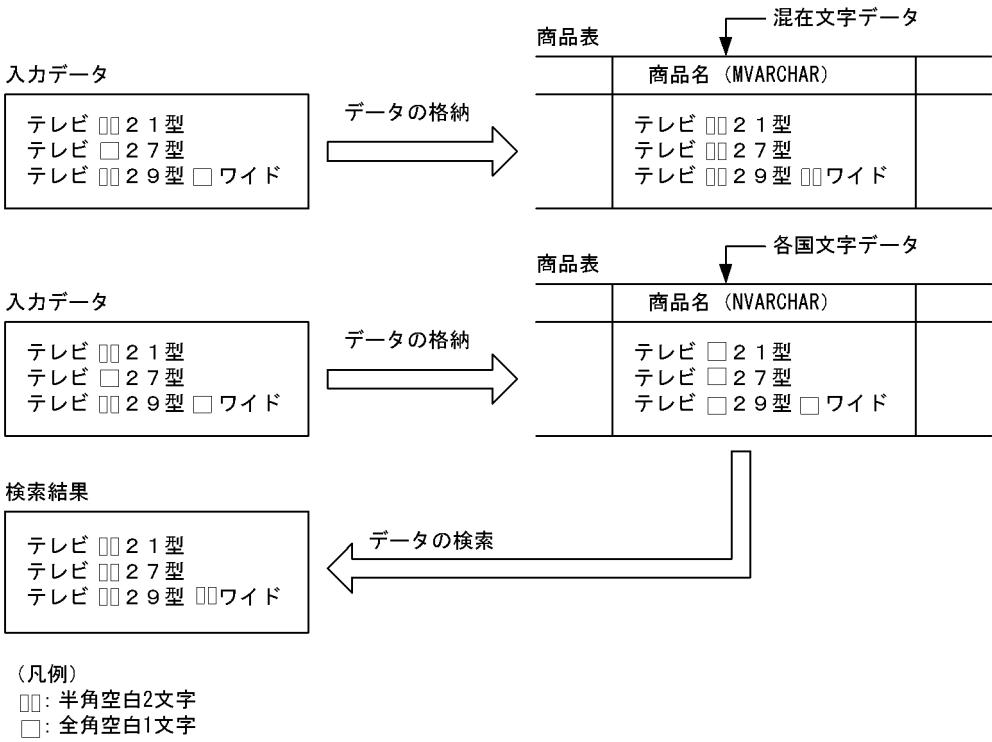 混在文字データ
商品表
入力データ
商品名（MVARCHAR）
データの格納
テレビ▯▯２１型
テレビ□２７型
テレビ▯▯２９型□ワイド
テレビ▯▯２１型
テレビ▯▯２７型
テレビ▯▯２９型▯▯ワイド
各国文字データ
商品表
入力データ
商品名（NVARCHAR）
データの格納
テレビ▯▯２１型
テレビ□２７型
テレビ▯▯２９型□ワイド
テレビ□２１型
テレビ□２７型
テレビ□２９型□ワイド
検索結果
データの検索
テレビ▯▯２１型
テレビ▯▯２７型
テレビ▯▯２９型▯▯ワイド
（凡例）
▯▯：半角空白2文字
□：全角空白1文字